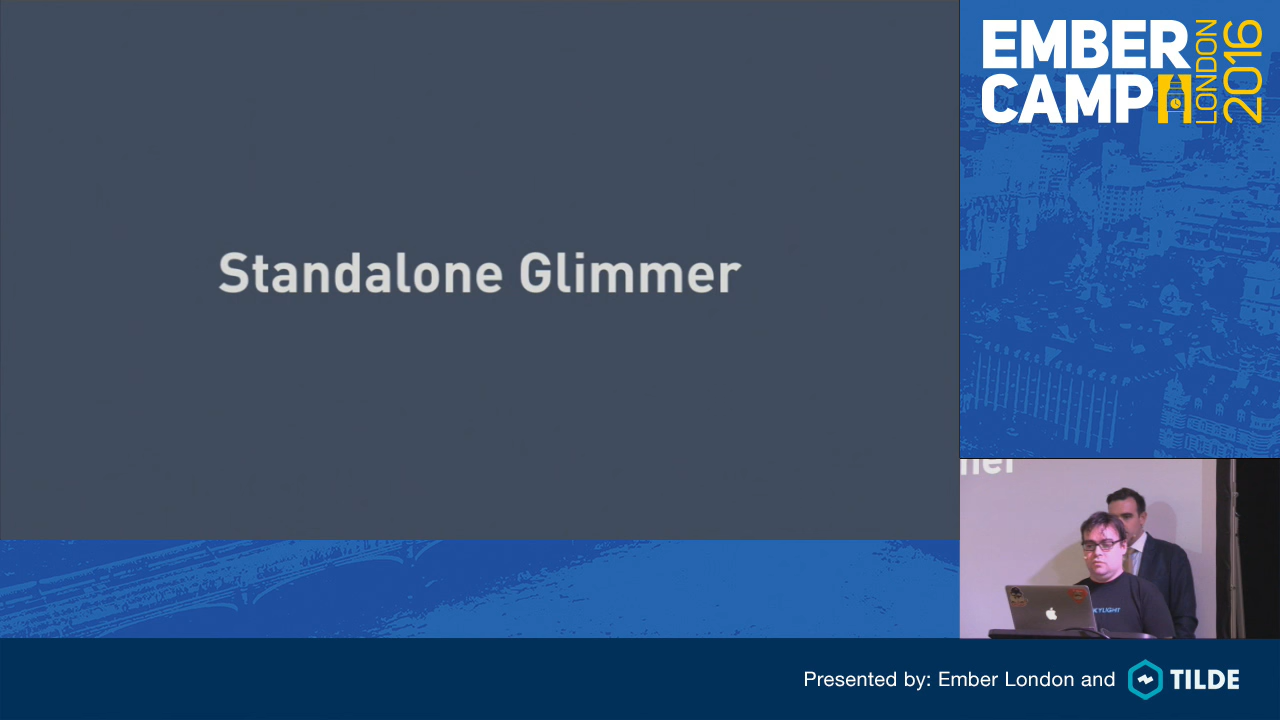 Standalone Glimmer
EMBER
CAMP
LONDON
2016
Presented by: Ember London and
TILDE